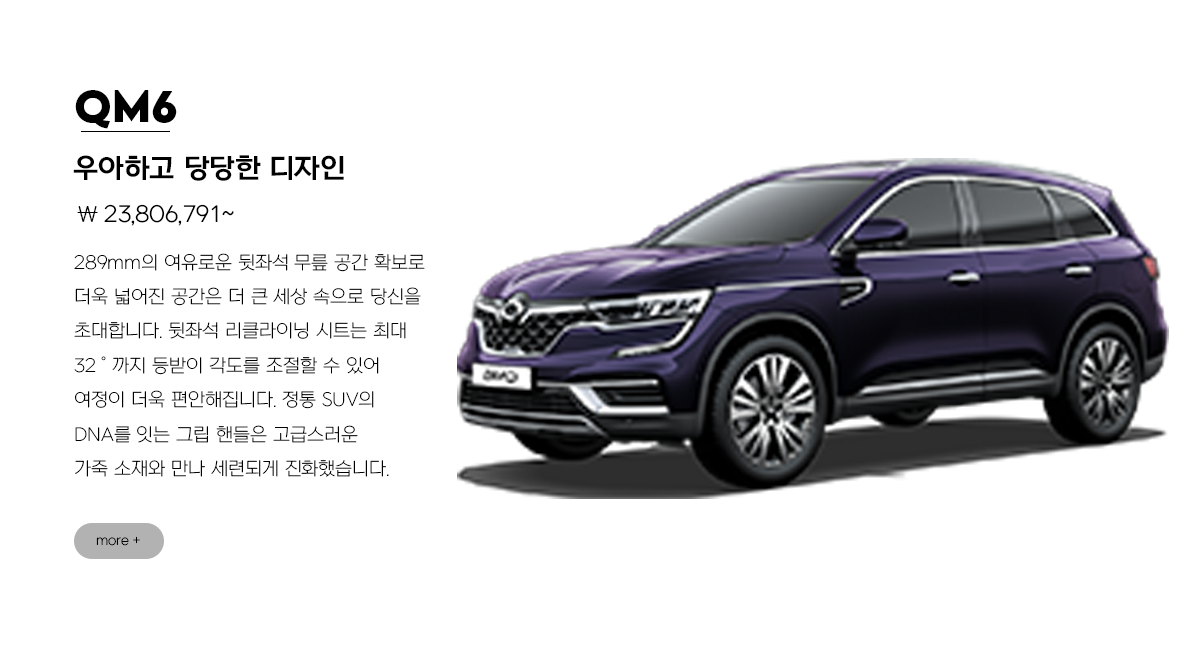 QM6
우아하고 당당한 디자인
₩ 23,806,791~
289mm의 여유로운 뒷좌석 무릎 공간 확보로
더욱 넓어진 공간은 더 큰 세상 속으로 당신을
초대합니다. 뒷좌석 리클라이닝 시트는 최대
32˚까지 등받이 각도를 조절할 수 있어
여정이 더욱 편안해집니다. 정통 SUV의
DNA를 잇는 그립 핸들은 고급스러운
가죽 소재와 만나 세련되게 진화했습니다.
more +